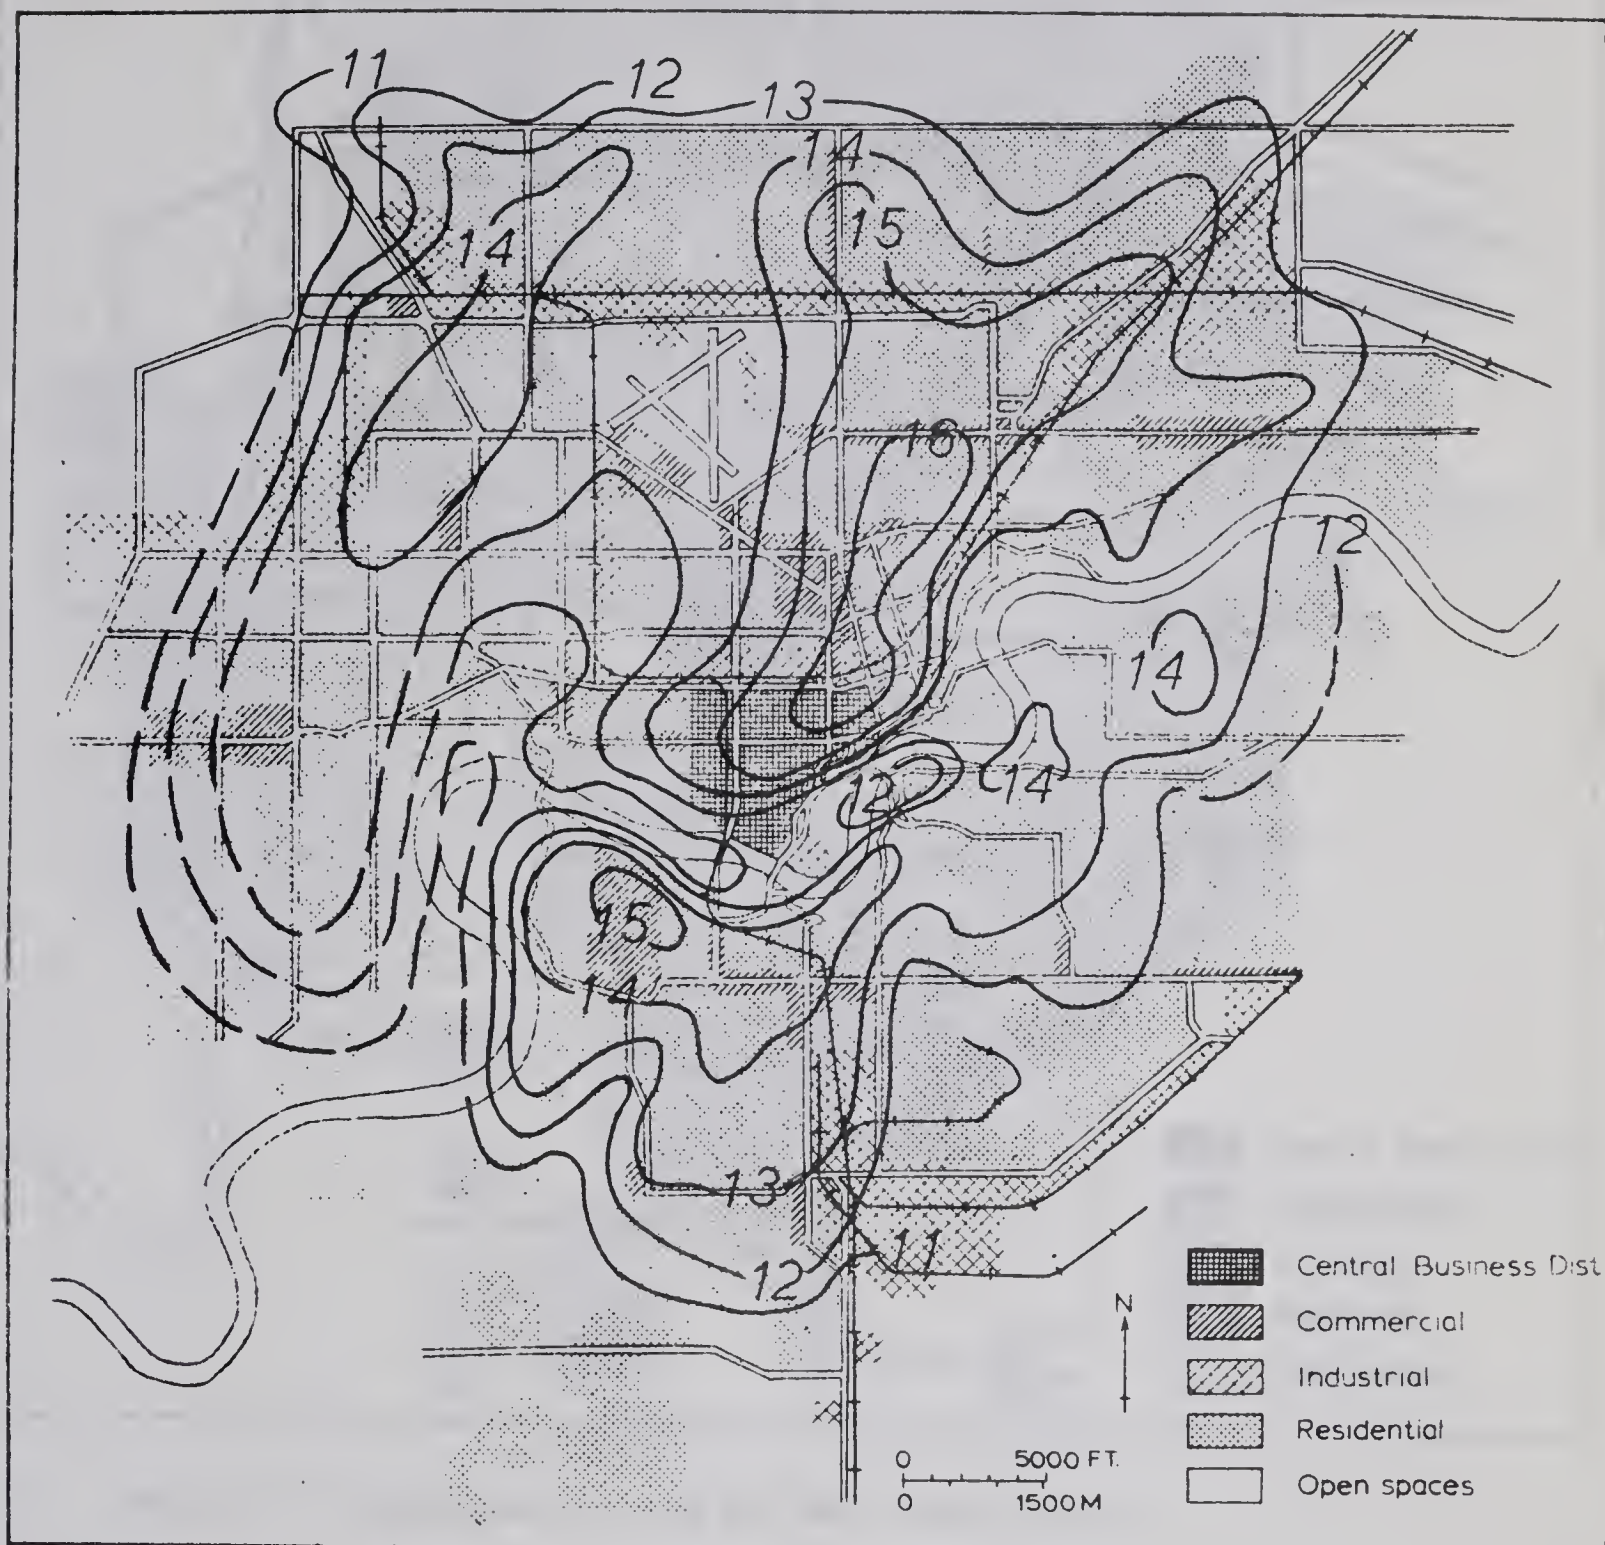 11
12
13
14
15
14
16
12
14
14
12
15
14
13
11
12
Central Business Dist
Commercial
N
Industrial
Residential
0 5000 FT.
0 1500 M
Open spaces